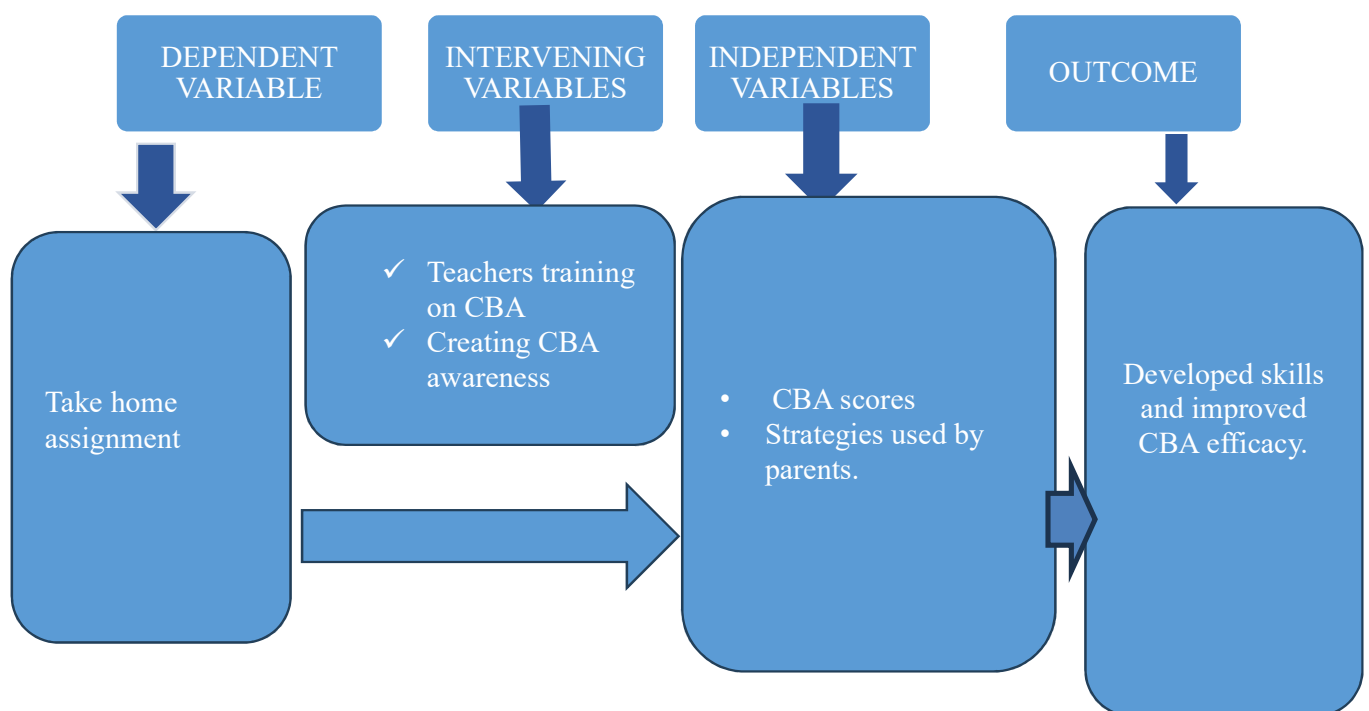 DEPENDENT
VARIABLE
INTERVENING
VARIABLES
INDEPENDENT
VARIABLES
OUTCOME
Take home
assignment
✓ Teachers training
on CBA
✓ Creating CBA
awareness
• CBA scores
• Strategies used by
parents.
Developed skills
and improved
CBA efficacy.